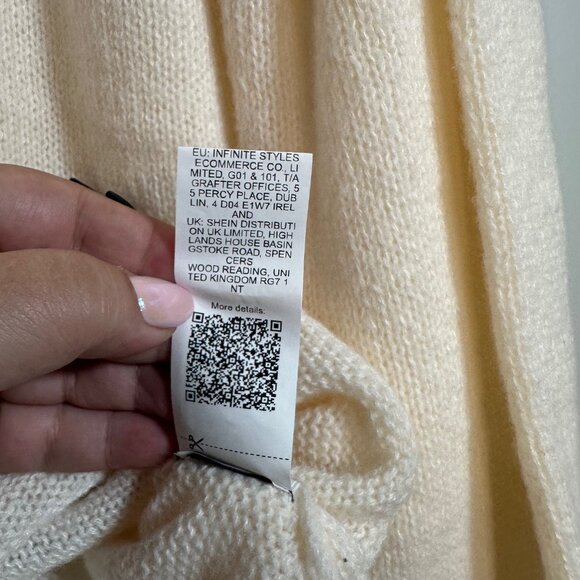 EU: INFINITE STYLES
ECOMMERCE CO., LI
MITED, G01 & 101, T/A
GRAFTER OFFICES, 5
5 PERCY PLACE, DUB
LIN, 4 D04 E1W7 IREL
AND
UK: SHEIN DISTRIBUTI
ON UK LIMITED, HIGH
LANDS HOUSE BASIN
GSTOKE ROAD, SPEN
CERS
WOOD READING, UNI
TED KINGDOM RG7 1
NT
More details: